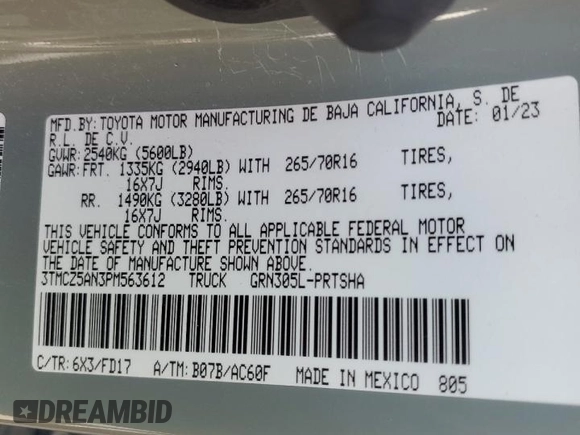 MFD.BY:TOYOTA MOTOR MANUFACTURING DE BAJA CALIFORNIA, S. DE
R.L. DE C.V. DATE: 01/23
GVWR:2540KG (5600LB)
GAWR:FRT. 1335KG (2940LB) WITH 265/70R16 TIRES,
16X7J RIMS.
RR. 1490KG (3280LB) WITH 265/70R16 TIRES,
16X7J RIMS.
THIS VEHICLE CONFORMS TO ALL APPLICABLE FEDERAL MOTOR
VEHICLE SAFETY AND THEFT PREVENTION STANDARDS IN EFFECT ON
THE DATE OF MANUFACTURE SHOWN ABOVE.
3TMCZ5AN3PM563612 TRUCK GRN305L-PRTSHA
C/TR:6X3/FD17 A/TM:B07B/AC60F MADE IN MEXICO 805
DREAMBID